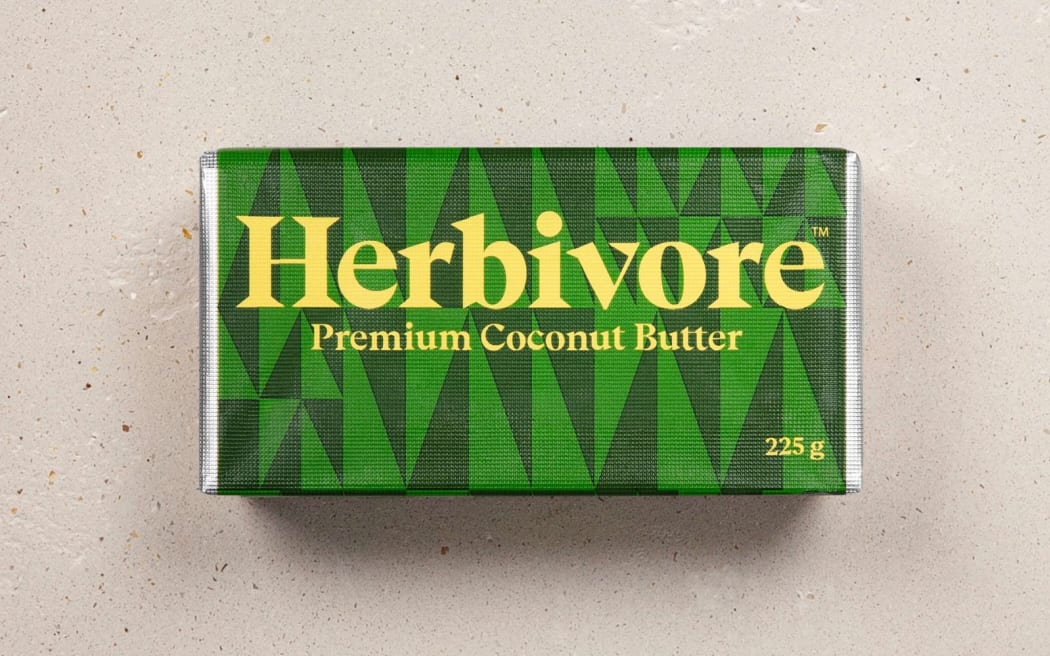 Herbivore™
Premium Coconut Butter
225 g